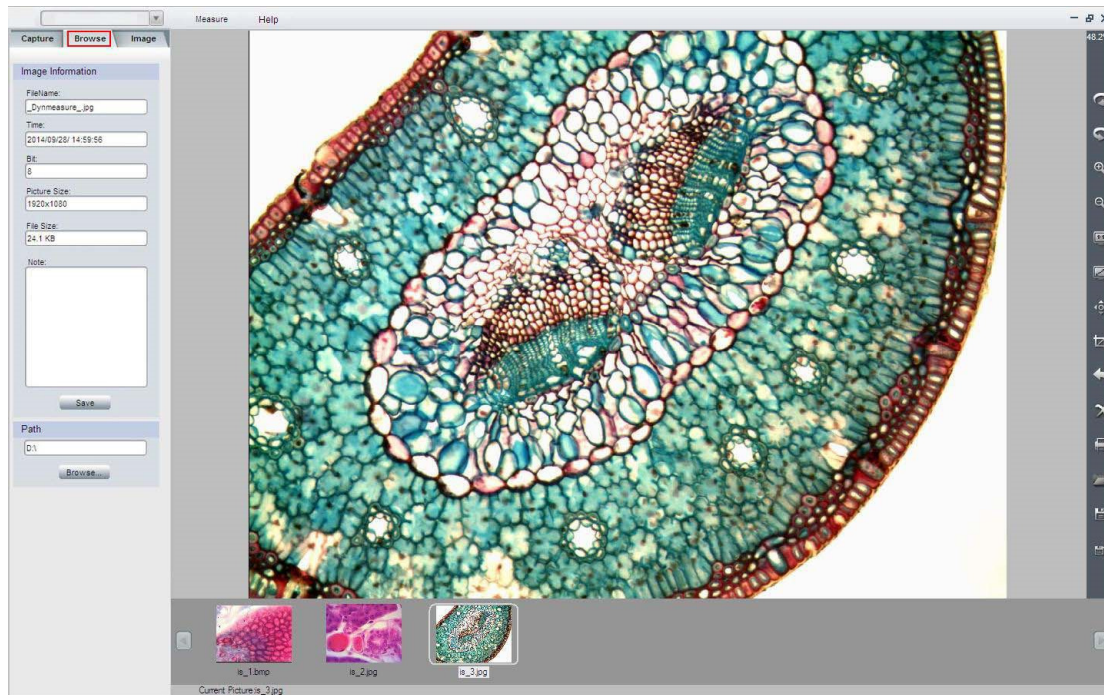 Measure Help
Capture Browse Image
48.2%
Image Information
FileName:
_Dynmeasure_.jpg
Time:
2014/09/28/ 14:59:56
Bit:
8
Picture Size:
1920x1080
File Size:
24.1 KB
Note:
Save
Path
D:\
Browse...
is_1.bmp is_2.jpg is_3.jpg
Current Picture:is_3.jpg